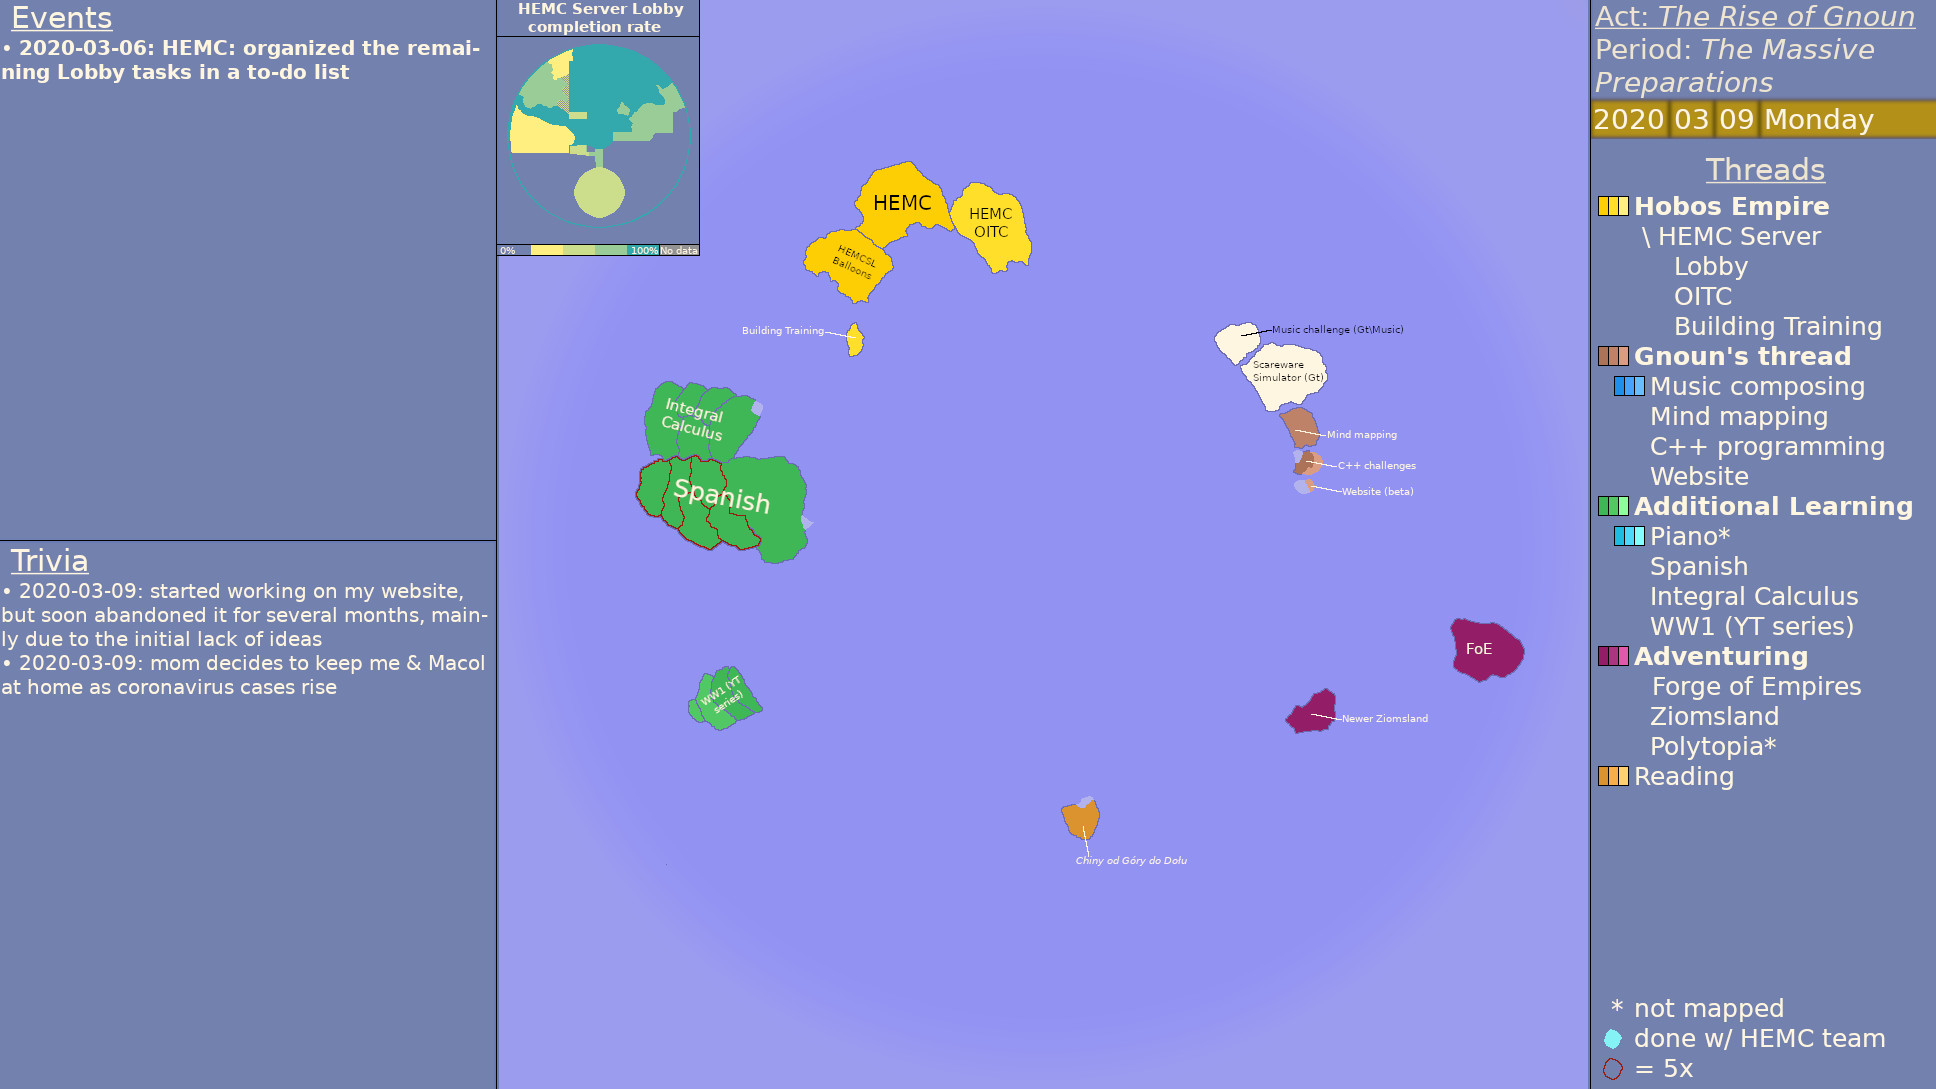 Events
• 2020-03-06: HEMC: organized the remai-
ning Lobby tasks in a to-do list
Trivia
• 2020-03-09: started working on my website,
but soon abandoned it for several months, main-
ly due to the initial lack of ideas
• 2020-03-09: mom decides to keep me & Macol
at home as coronavirus cases rise
HEMC Server Lobby
completion rate
0% 100% No data
HEMC
HEMC
OITC
HEMCSL
Balloons
Building Training
Integral
Calculus
Spanish
WW1 (YT
series)
Music challenge (Gt\Music)
Scareware
Simulator (Gt)
Mind mapping
C++ challenges
Website (beta)
FoE
Newer Ziomsland
Chiny od Góry do Dołu
Act: The Rise of Gnoun
Period: The Massive
Preparations
2020 03 09 Monday
Threads
Hobos Empire
\ HEMC Server
Lobby
OITC
Building Training
Gnoun's thread
Music composing
Mind mapping
C++ programming
Website
Additional Learning
Piano*
Spanish
Integral Calculus
WW1 (YT series)
Adventuring
Forge of Empires
Ziomsland
Polytopia*
Reading
* not mapped
done w/ HEMC team
= 5x